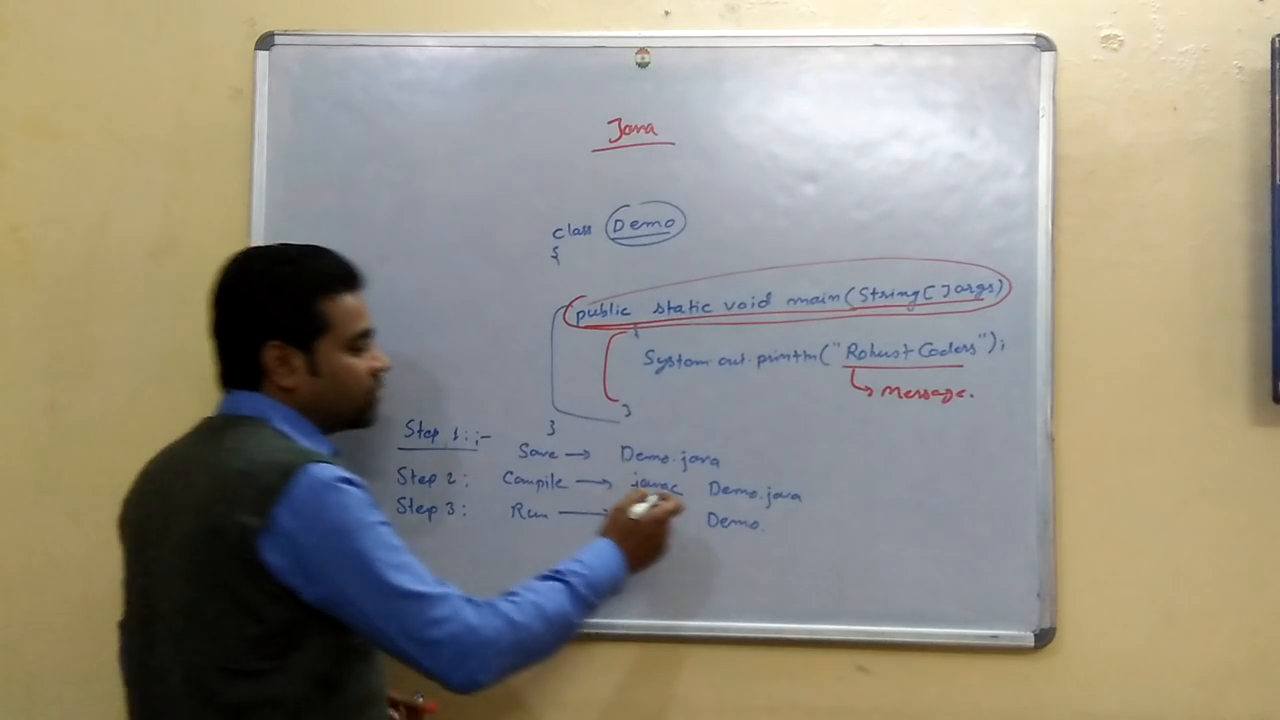 Java
class Demo
{
public static void main(String[] args)
{
System.out.println("Robust Coders");
Message.
}
}
Step 1:- Save → Demo.java
Step 2: Compile → javac Demo.java
Step 3: Run → Demo.